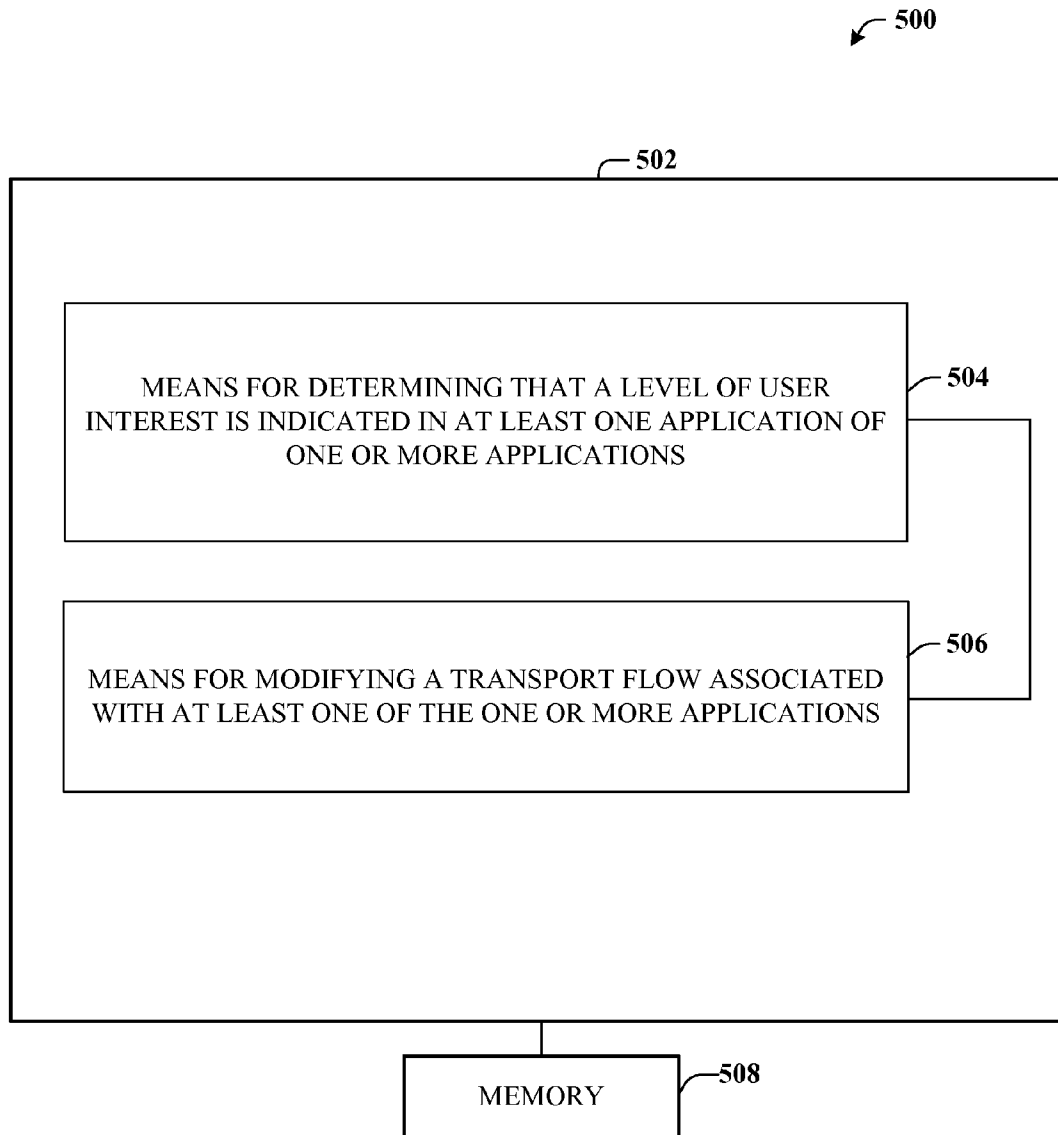 500
502
MEANS FOR DETERMINING THAT A LEVEL OF USER
INTEREST IS INDICATED IN AT LEAST ONE APPLICATION OF
ONE OR MORE APPLICATIONS
504
MEANS FOR MODIFYING A TRANSPORT FLOW ASSOCIATED
WITH AT LEAST ONE OF THE ONE OR MORE APPLICATIONS
506
MEMORY
508